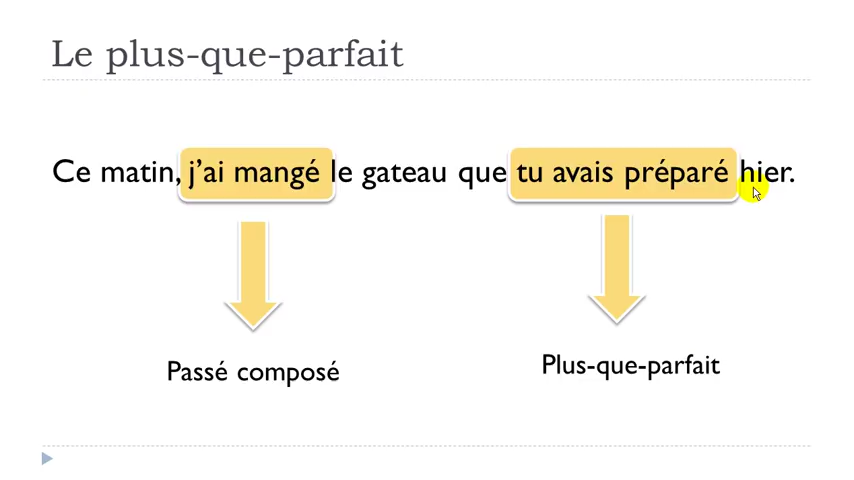 Le plus-que-parfait
Ce matin, j’ai mangé le gateau que tu avais préparé hier.
Passé composé
Plus-que-parfait